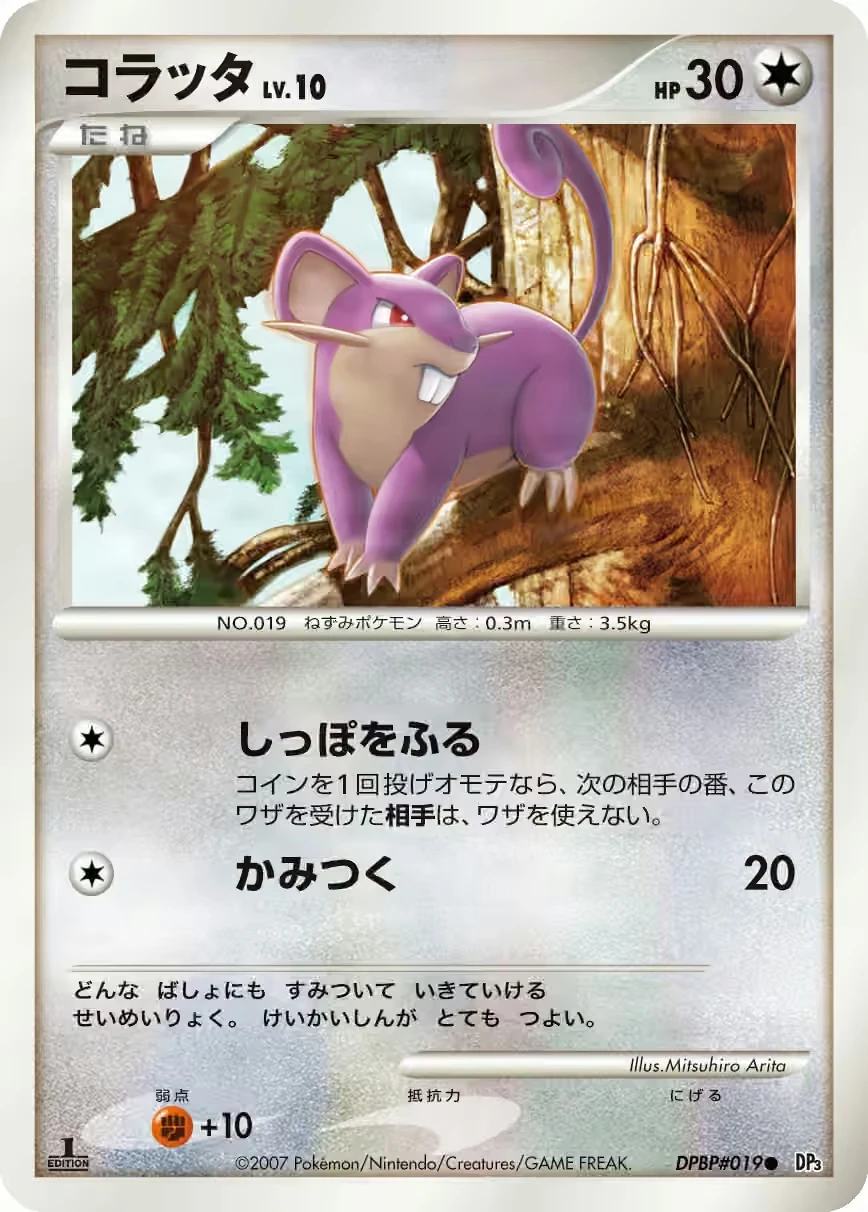 コラッタ LV.10 HP 30
たね
NO.019 ねずみポケモン 高さ：0.3m 重さ：3.5kg
しっぽをふる
コインを1回投げオモテなら、次の相手の番、この
ワザを受けた相手は、ワザを使えない。
かみつく 20
どんな ばしょにも すみついて いきていける
せいめいりょく。 けいかいしんが とても つよい。
Illus.Mitsuhiro Arita
弱点 抵抗力 にげる
+10
1 EDITION ©2007 Pokémon/Nintendo/Creatures/GAME FREAK. DPBP#019 DP3